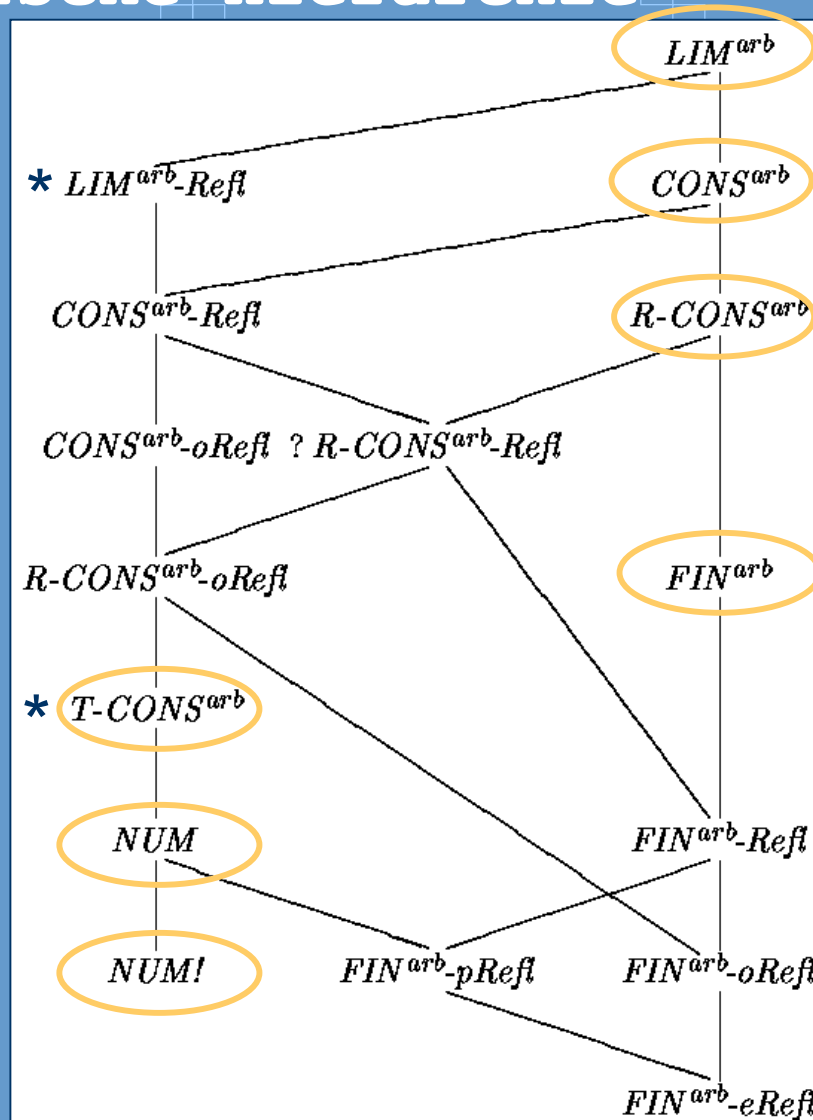 LIM^arb
* LIM^arb-Refl CONS^arb
CONS^arb-Refl R-CONS^arb
CONS^arb-oRefl ? R-CONS^arb-Refl
R-CONS^arb-oRefl FIN^arb
* T-CONS^arb
NUM FIN^arb-Refl
NUM! FIN^arb-pRefl FIN^arb-oRefl
FIN^arb-eRefl